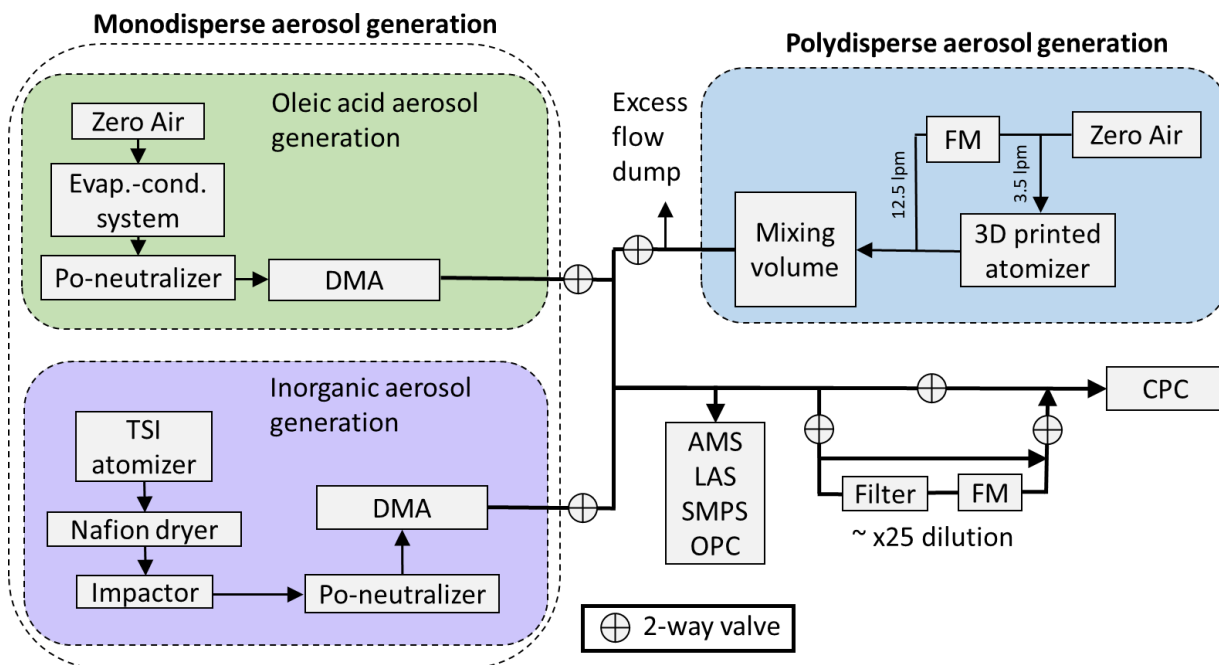 Monodisperse aerosol generation
Oleic acid aerosol
generation
Zero Air
Evap.-cond.
system
Po-neutralizer
DMA
Inorganic aerosol
generation
TSI
atomizer
Nafion dryer
Impactor
Po-neutralizer
DMA
Excess
flow
dump
Polydisperse aerosol generation
FM
Zero Air
12.5 lpm
3.5 lpm
Mixing
volume
3D printed
atomizer
CPC
AMS
LAS
SMPS
OPC
Filter
FM
~ x25 dilution
2-way valve